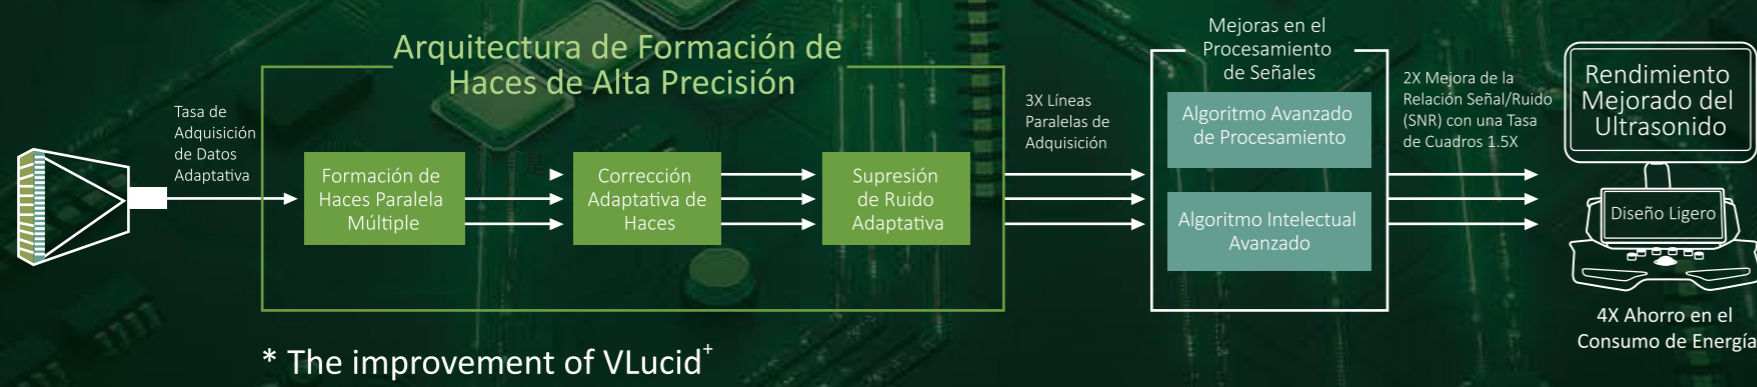 Arquitectura de Formación de
Haces de Alta Precisión
Tasa de
Adquisición
de Datos
Adaptativa
Formación de
Haces Paralela
Múltiple
Corrección
Adaptativa de
Haces
Supresión
de Ruido
Adaptativa
3X Líneas
Paralelas de
Adquisición
Mejoras en el
Procesamiento
de Señales
Algoritmo Avanzado
de Procesamiento
Algoritmo Intelectual
Avanzado
2X Mejora de la
Relación Señal/Ruido
(SNR) con una Tasa
de Cuadros 1.5X
Rendimiento
Mejorado del
Ultrasonido
Diseño Ligero
4X Ahorro en el
Consumo de Energía
* The improvement of VLucid⁺